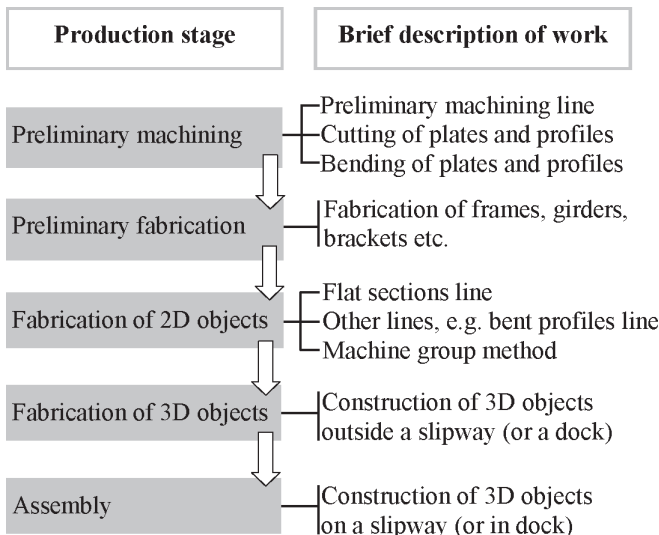 Production stage
Brief description of work
Preliminary machining
Preliminary machining line
Cutting of plates and profiles
Bending of plates and profiles
Preliminary fabrication
Fabrication of frames, girders,
brackets etc.
Fabrication of 2D objects
Flat sections line
Other lines, e.g. bent profiles line
Machine group method
Fabrication of 3D objects
Construction of 3D objects
outside a slipway (or a dock)
Assembly
Construction of 3D objects
on a slipway (or in dock)